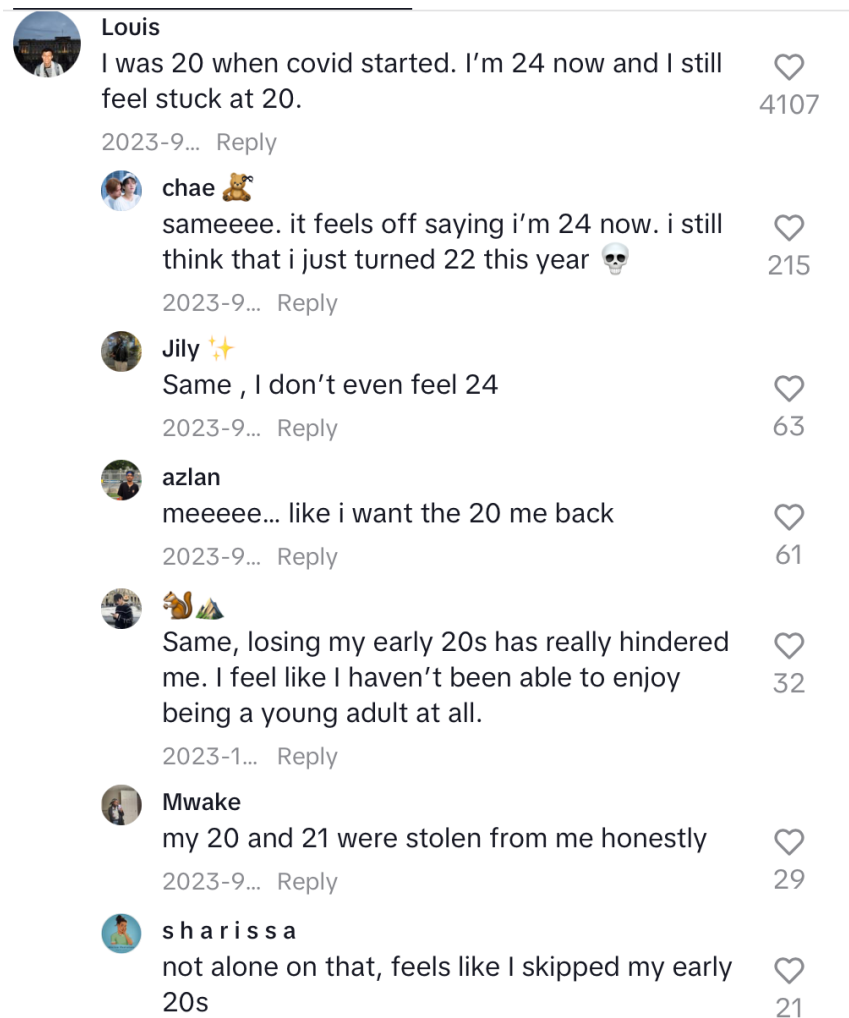 Louis
I was 20 when covid started. I'm 24 now and I still
feel stuck at 20.
4107
2023-9... Reply
chae 🧸
sameeee. it feels off saying i'm 24 now. i still
think that i just turned 22 this year 💀
215
2023-9... Reply
Jily ✨
Same , I don't even feel 24
63
2023-9... Reply
azlan
meeeee... like i want the 20 me back
61
2023-9... Reply
🐿️⛰️
Same, losing my early 20s has really hindered
me. I feel like I haven't been able to enjoy
being a young adult at all.
32
2023-1... Reply
Mwake
my 20 and 21 were stolen from me honestly
29
2023-9... Reply
s h a r i s s a
not alone on that, feels like I skipped my early
20s
21